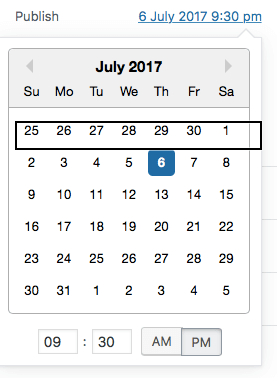 Publish 6 July 2017 9:30 pm
July 2017
Su Mo Tu We Th Fr Sa
25 26 27 28 29 30 1
2 3 4 5 6 7 8
9 10 11 12 13 14 15
16 17 18 19 20 21 22
23 24 25 26 27 28 29
30 31 1 2 3 4 5
09 : 30 AM PM